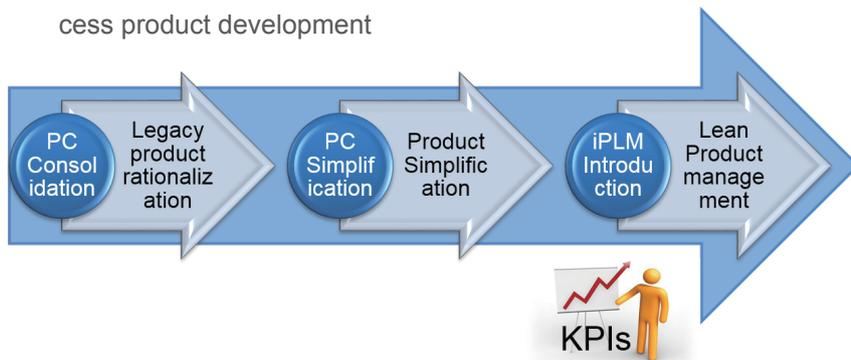 cess product development
PC
Consol
idation
Legacy
product
rationaliz
ation
PC
Simplif
ication
Product
Simplific
ation
iPLM
Introdu
ction
Lean
Product
manage
ment
KPIs